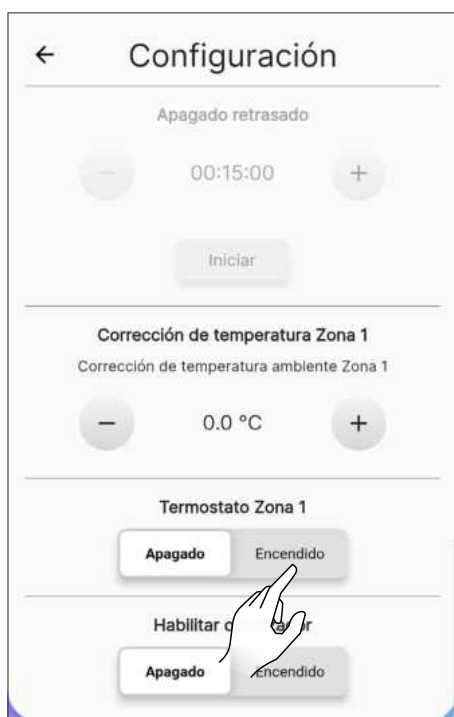 Configuración
Apagado retrasado
00:15:00
Iniciar
Corrección de temperatura Zona 1
Corrección de temperatura ambiente Zona 1
0.0 °C
Termostato Zona 1
Apagado Encendido
Habilitar
Apagado Encendido